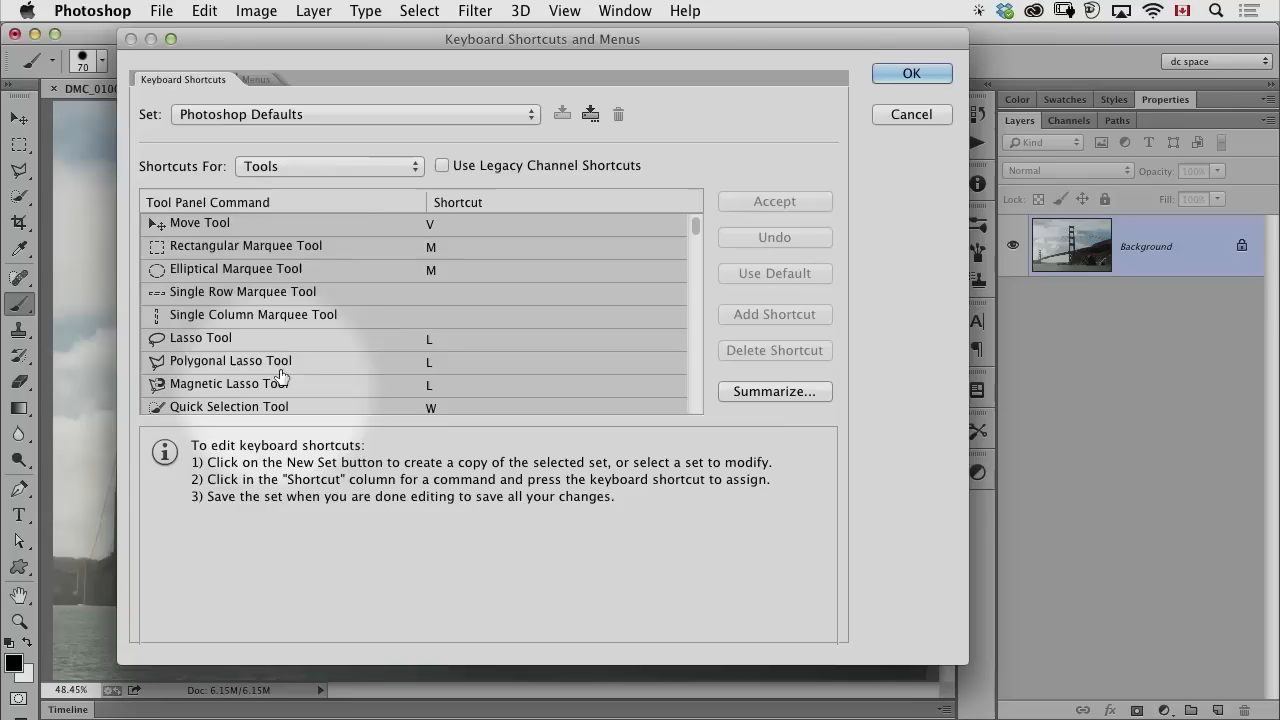 Photoshop File Edit Image Layer Type Select Filter 3D View Window Help
Keyboard Shortcuts and Menus
70
dc space
DMC_010
Keyboard Shortcuts Menus
OK
Set: Photoshop Defaults
Cancel
Shortcuts For: Tools Use Legacy Channel Shortcuts
Tool Panel Command Shortcut
Move Tool V
Rectangular Marquee Tool M
Elliptical Marquee Tool M
Single Row Marquee Tool
Single Column Marquee Tool
Lasso Tool L
Polygonal Lasso Tool L
Magnetic Lasso Tool L
Quick Selection Tool W
Accept
Undo
Use Default
Add Shortcut
Delete Shortcut
Summarize...
To edit keyboard shortcuts:
1) Click on the New Set button to create a copy of the selected set, or select a set to modify.
2) Click in the "Shortcut" column for a command and press the keyboard shortcut to assign.
3) Save the set when you are done editing to save all your changes.
Color Swatches Styles Properties
Layers Channels Paths
Kind
Normal Opacity: 100%
Lock: Fill: 100%
Background
48.45% Doc: 6.15M/6.15M
Timeline